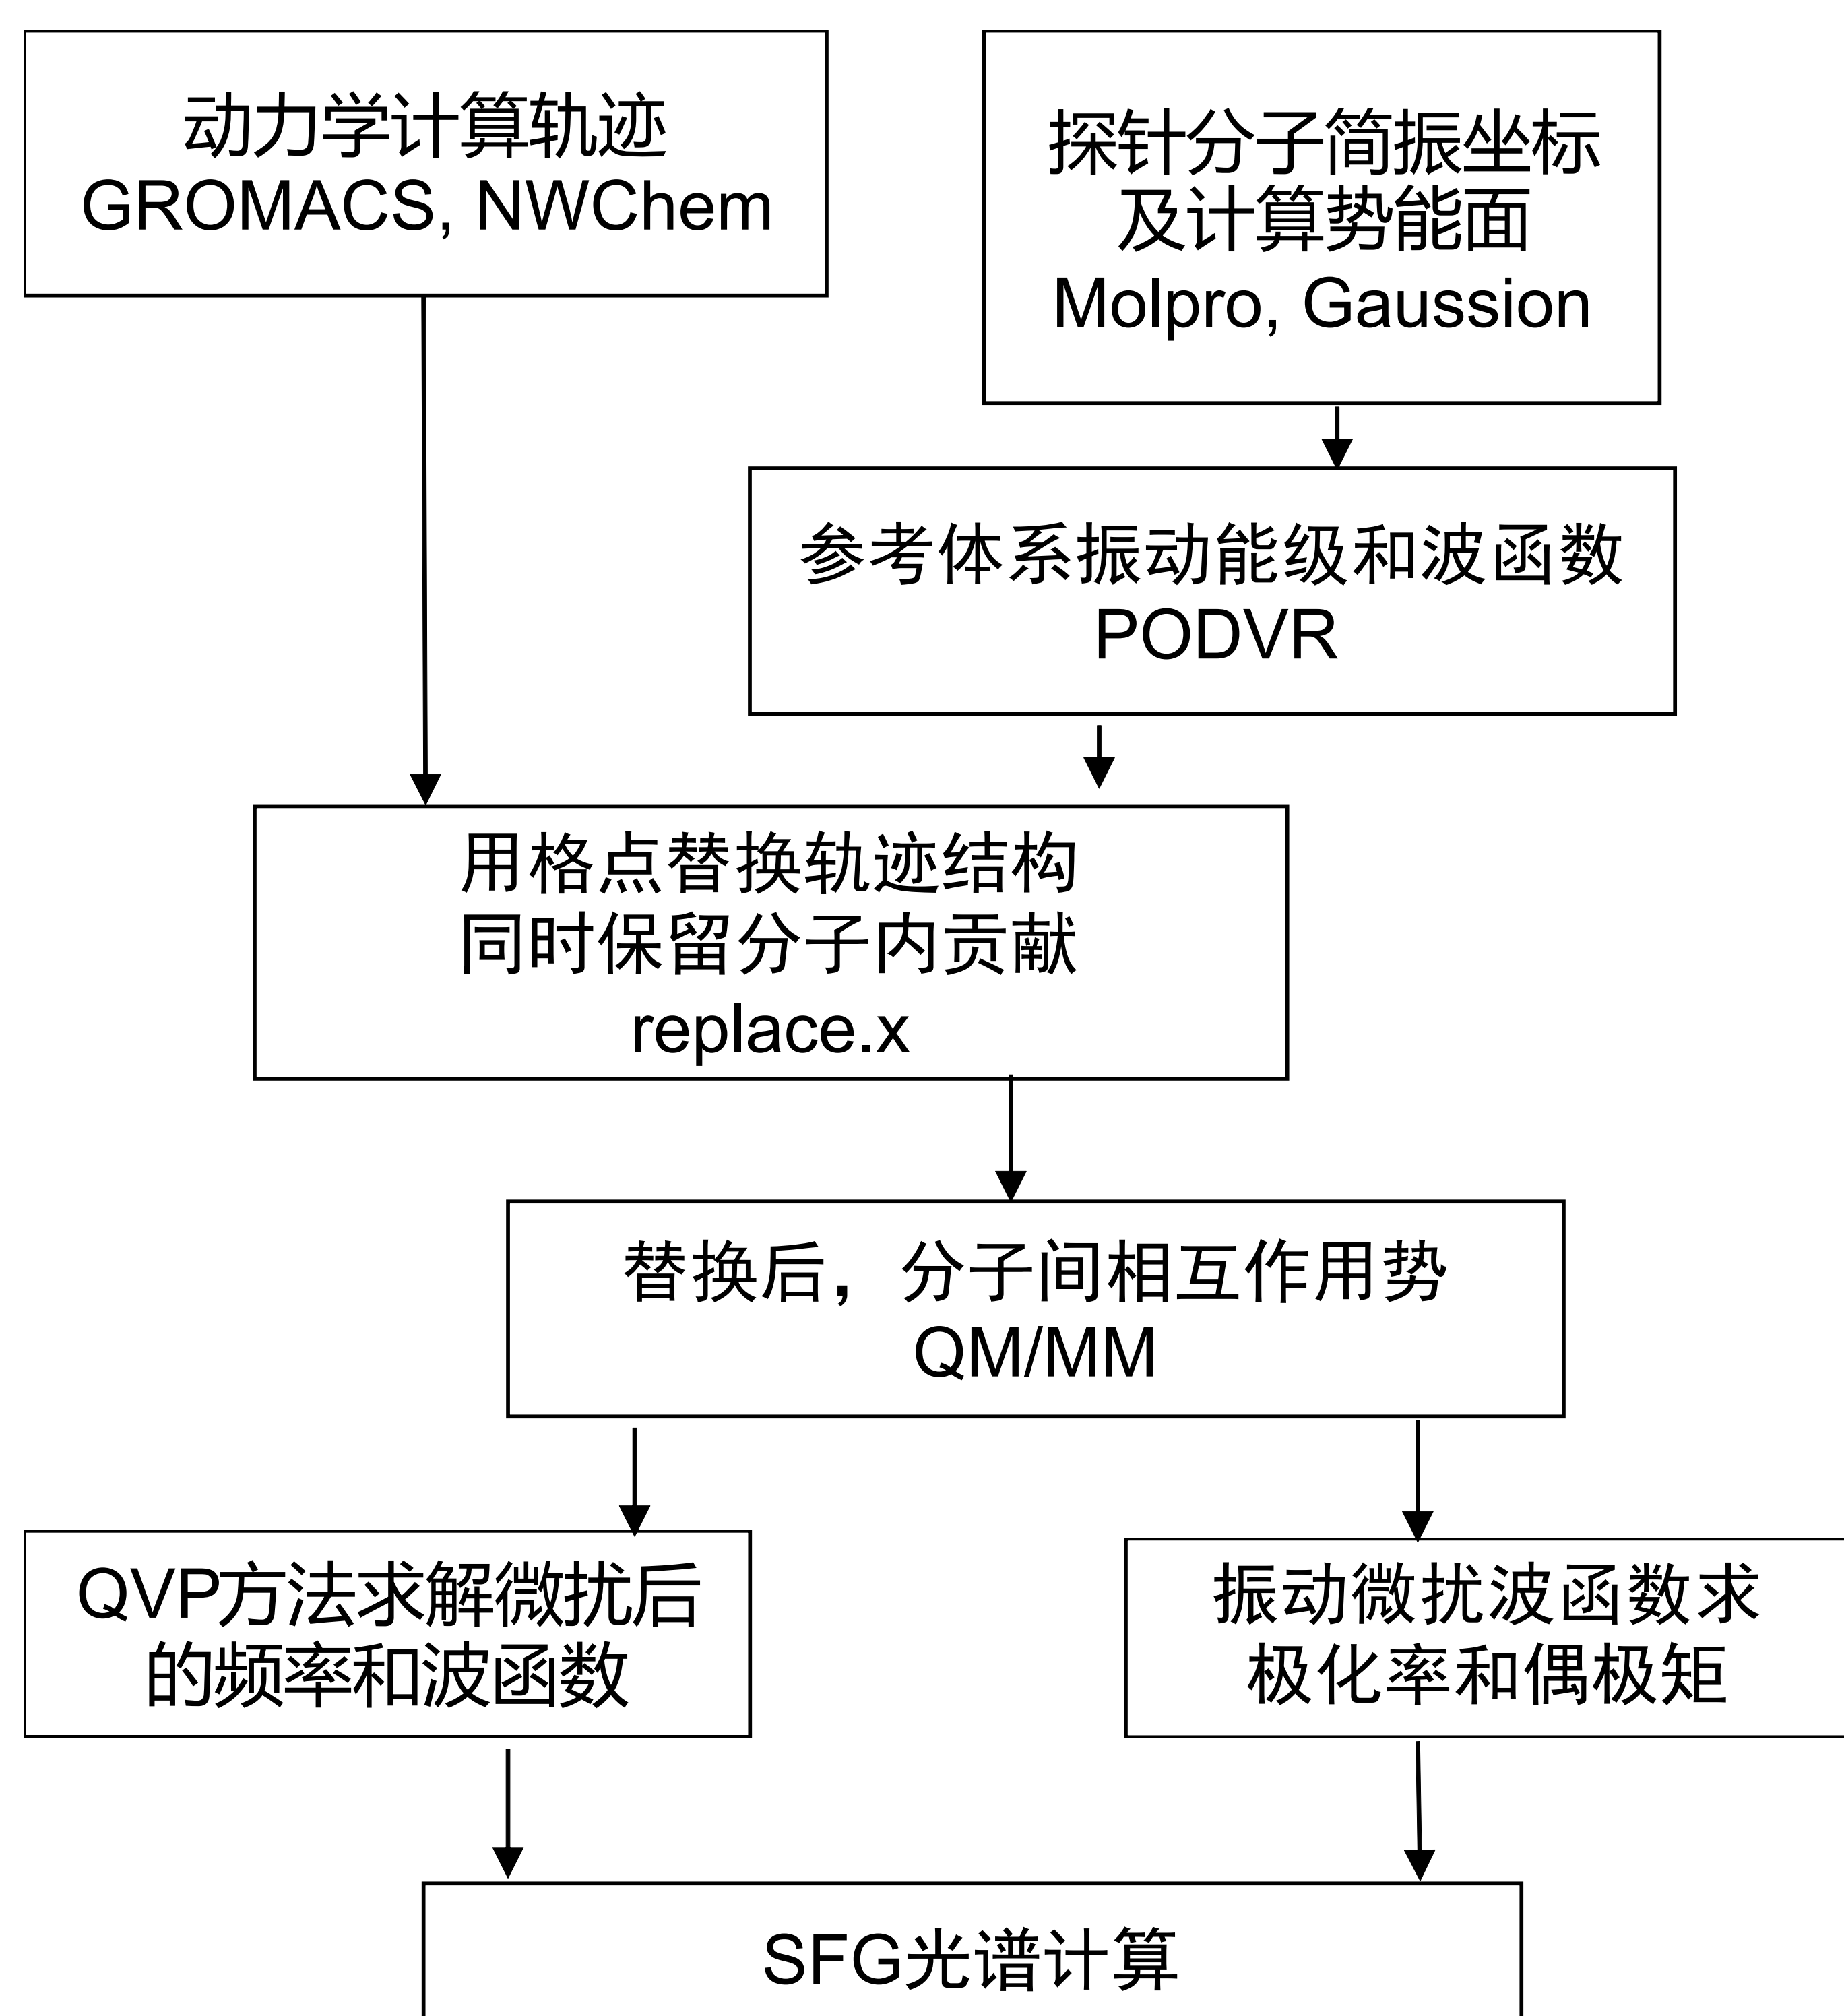 动力学计算轨迹
GROMACS, NWChem
探针分子简振坐标
及计算势能面
Molpro, Gaussion
参考体系振动能级和波函数
PODVR
用格点替换轨迹结构
同时保留分子内贡献
replace.x
替换后，分子间相互作用势
QM/MM
QVP方法求解微扰后
的频率和波函数
振动微扰波函数求
极化率和偶极矩
SFG光谱计算